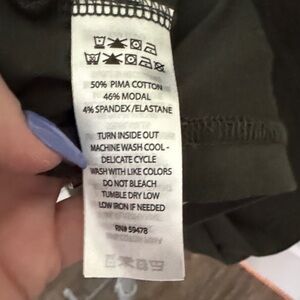 50% PIMA COTTON
46% MODAL
4% SPANDEX/ELASTANE
TURN INSIDE OUT
MACHINE WASH COOL -
DELICATE CYCLE
WASH WITH LIKE COLORS
DO NOT BLEACH
TUMBLE DRY LOW
LOW IRON IF NEEDED
RN# 59478